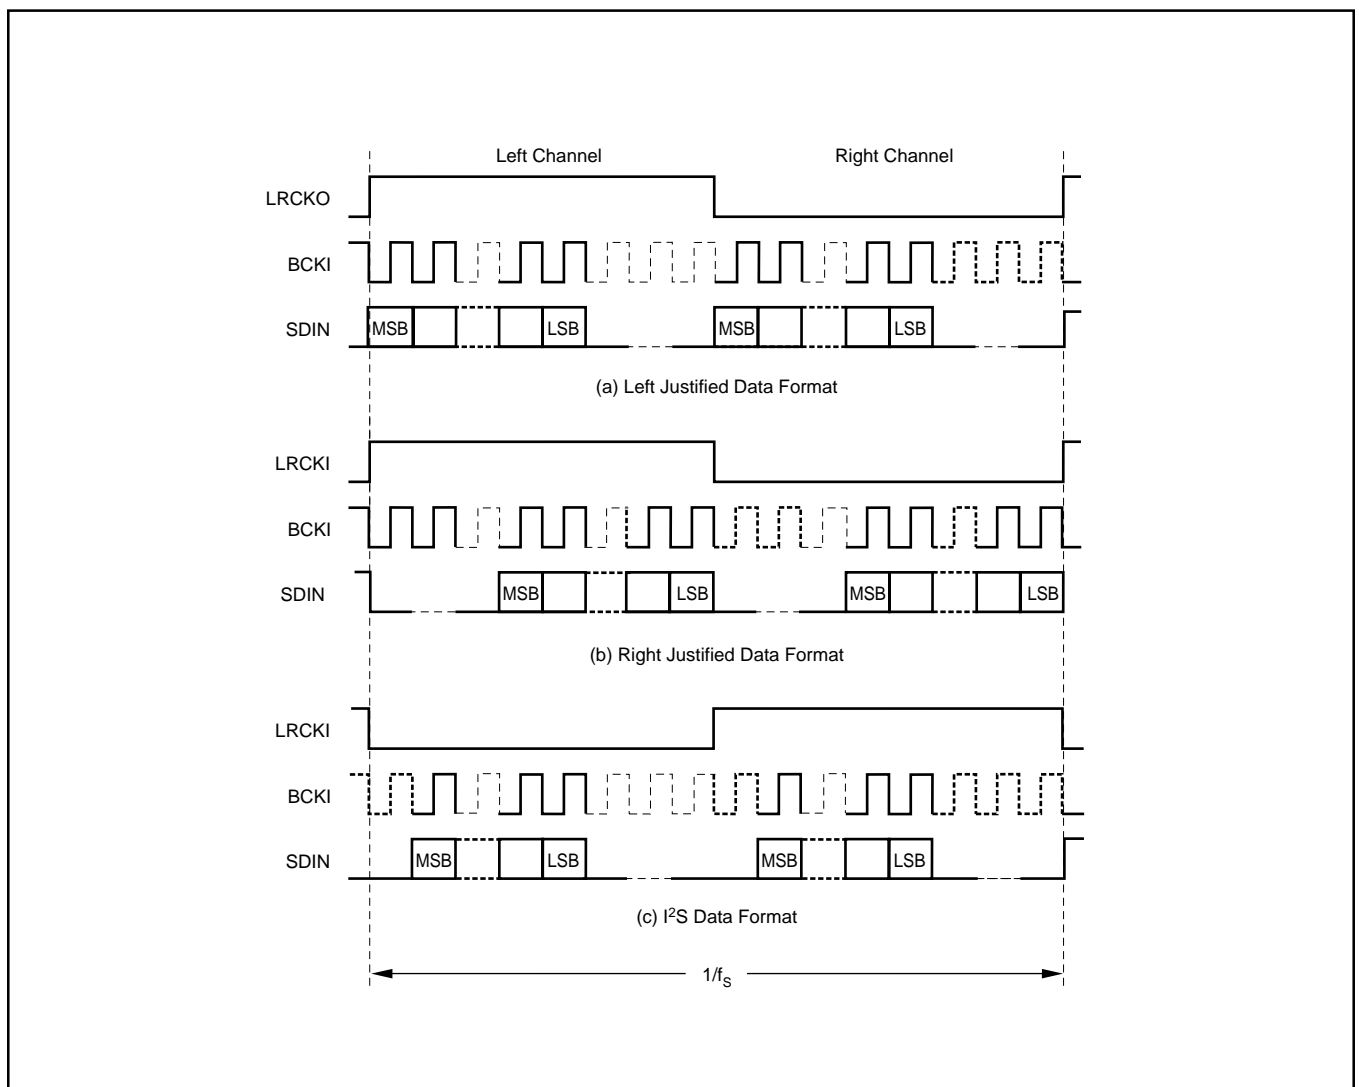 Left Channel Right Channel
LRCKO
BCKI
SDIN MSB LSB MSB LSB
(a) Left Justified Data Format
LRCKI
BCKI
SDIN MSB LSB MSB LSB
(b) Right Justified Data Format
LRCKI
BCKI
SDIN MSB LSB MSB LSB
(c) I²S Data Format
1/fS